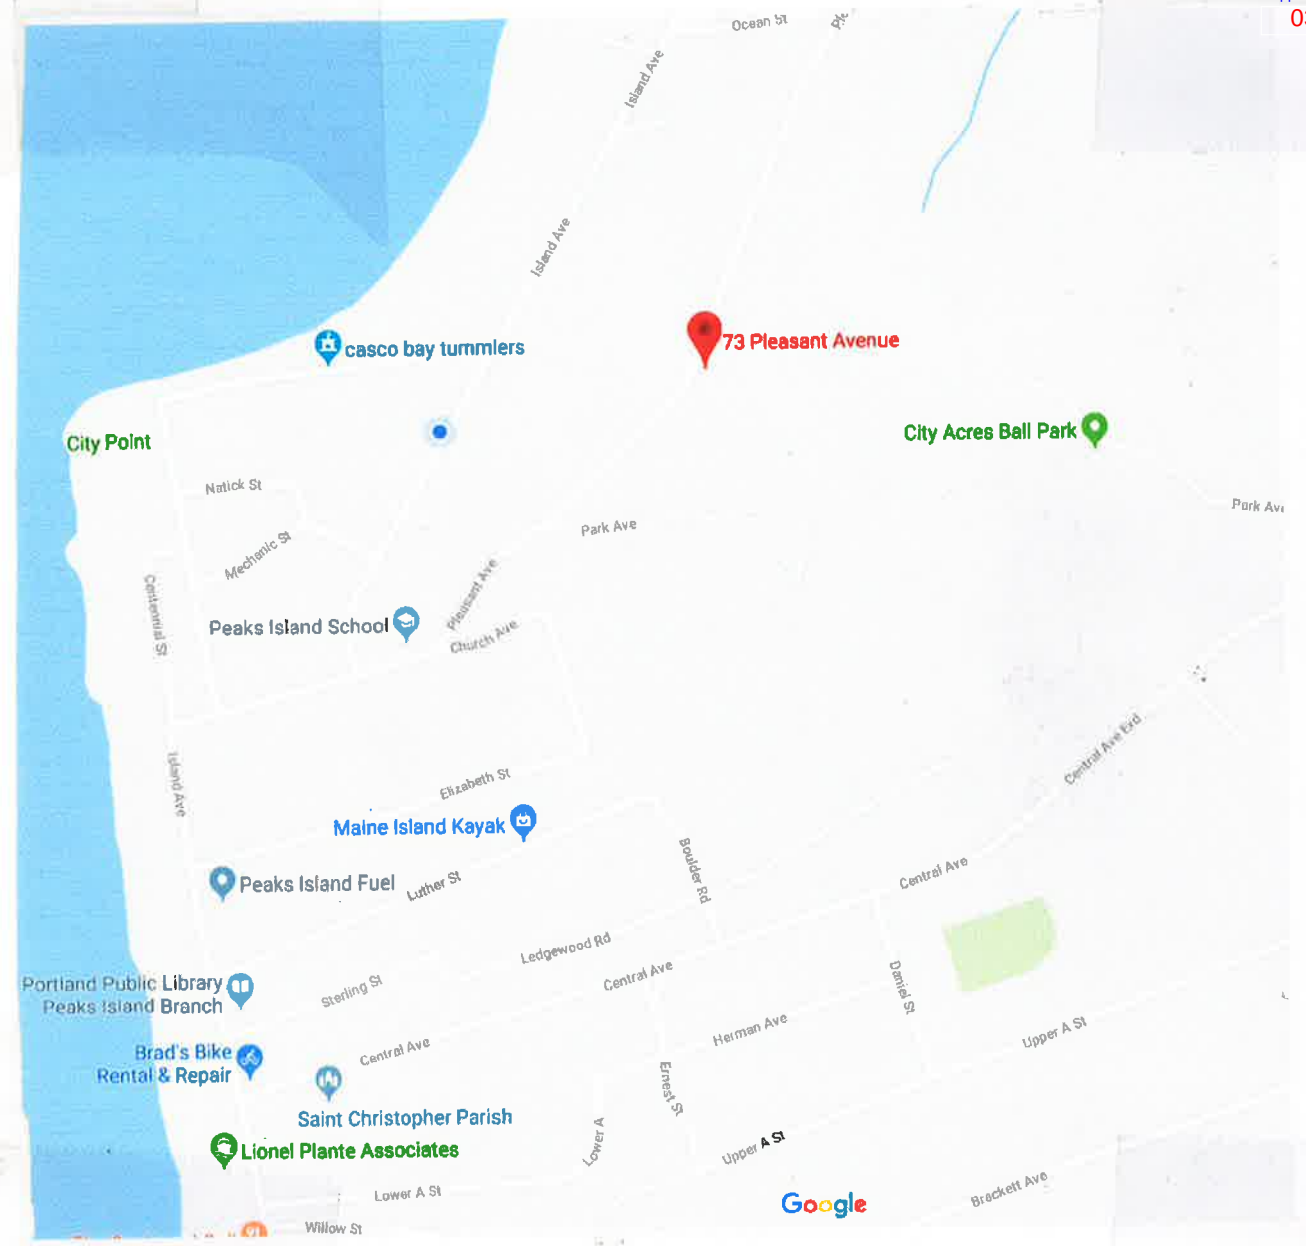 Ocean St
Island Ave
Island Ave
casco bay tummlers
73 Pleasant Avenue
City Point
City Acres Ball Park
Natick St
Park Ave
Park Ave
Mechanic St
Pleasant Ave
Centennial St
Peaks Island School
Church Ave
Central Ave Exd
Island Ave
Elizabeth St
Maine Island Kayak
Boulder Rd
Peaks Island Fuel
Luther St
Central Ave
Ledgewood Rd
Central Ave
Daniel St
Portland Public Library
Peaks Island Branch
Sterling St
Herman Ave
Upper A St
Brad's Bike
Rental & Repair
Central Ave
Ernest St
Saint Christopher Parish
Lower A
Lionel Plante Associates
Upper A St
Lower A St
Brackett Ave
Google
Willow St